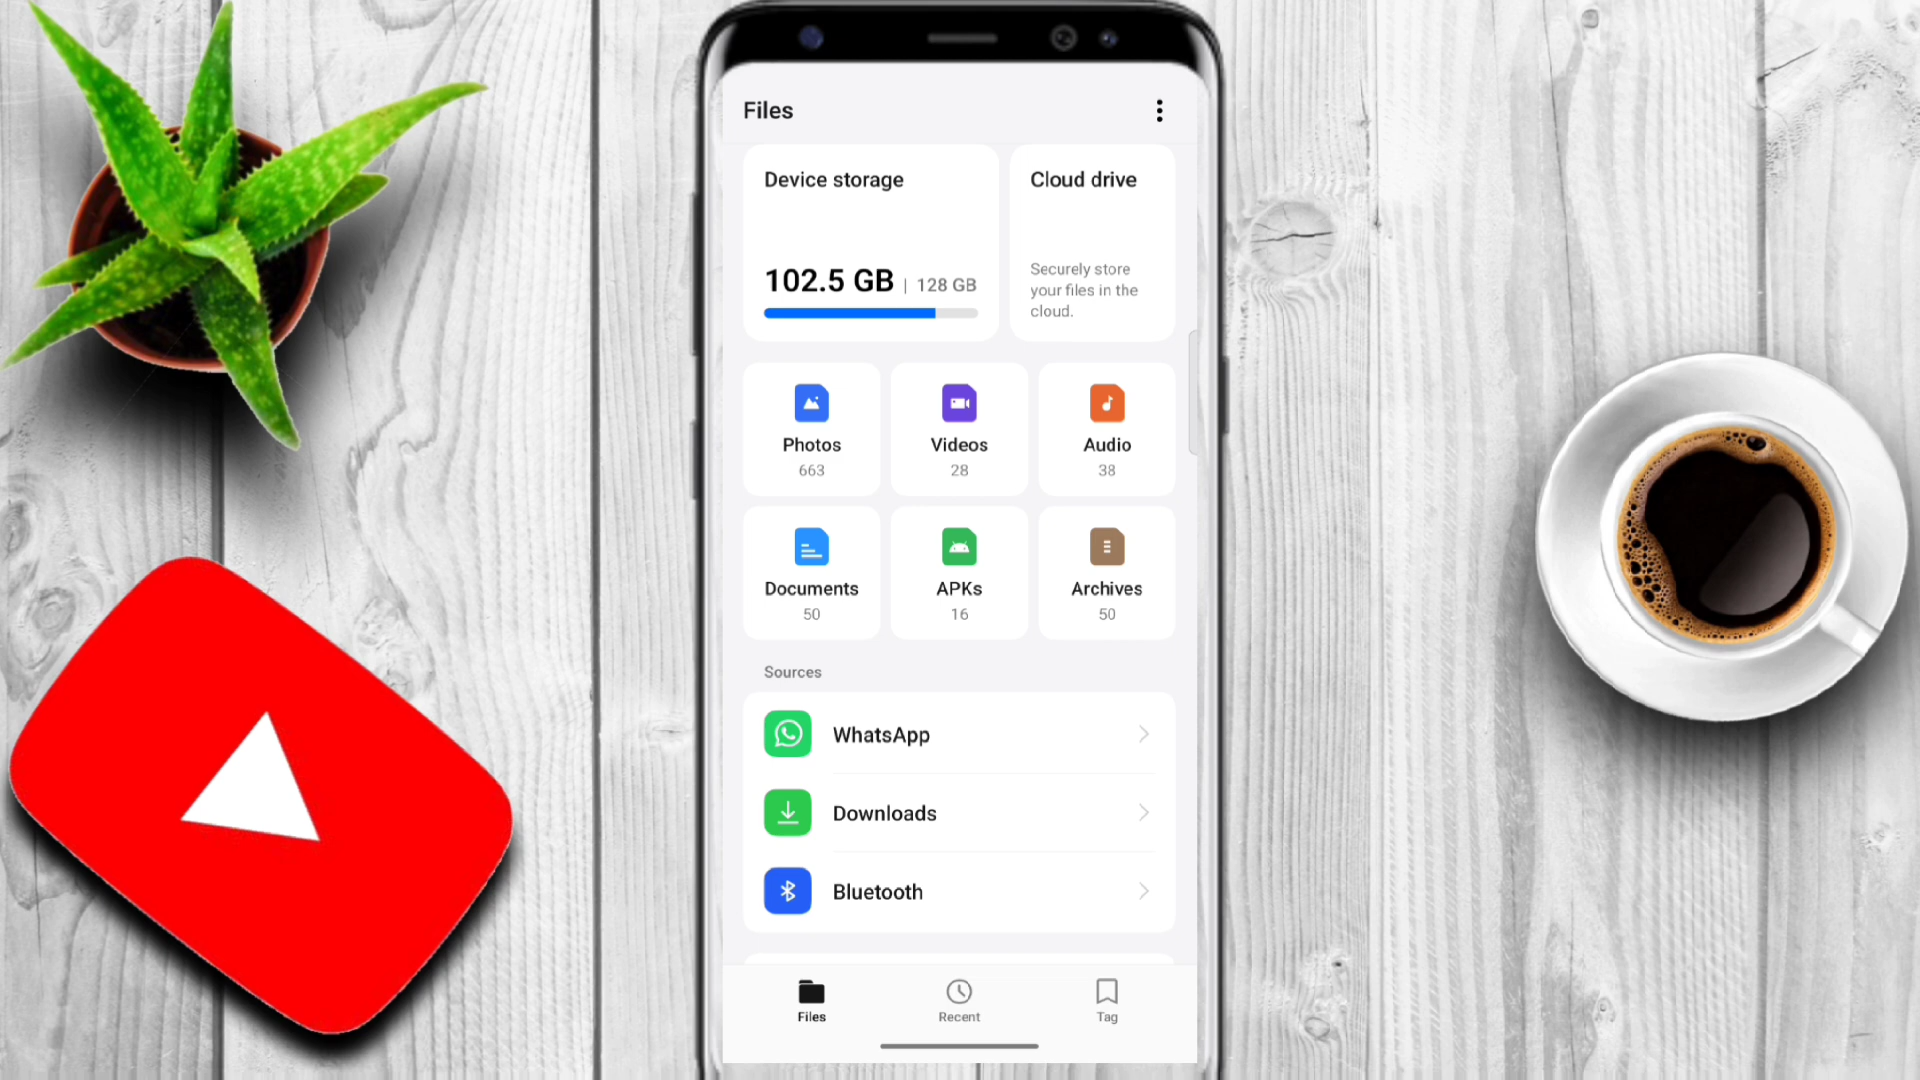 Files
Device storage
102.5 GB | 128 GB
Cloud drive
Securely store
your files in the
cloud.
Photos
663
Videos
28
Audio
38
Documents
50
APKs
16
Archives
50
Sources
WhatsApp
Downloads
Bluetooth
Files
Recent
Tag